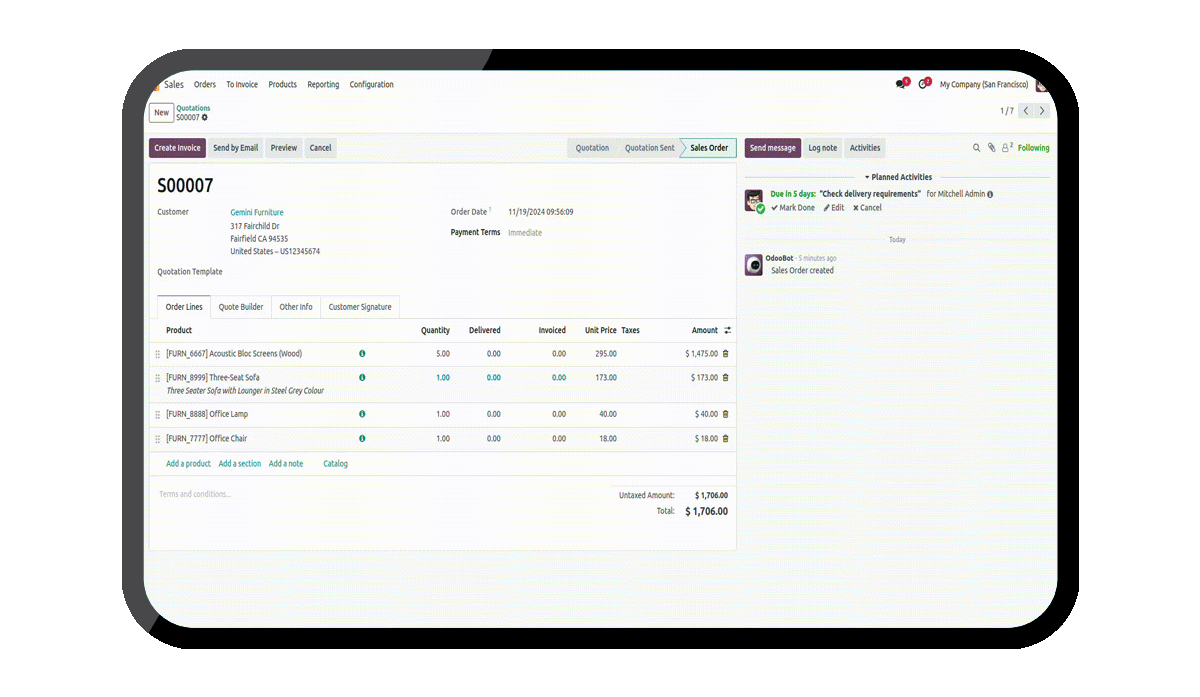 Sales Orders To Invoice Products Reporting Configuration 5 2 My Company (San Francisco)
New Quotations
S00007
1 / 7
Create Invoice Send by Email Preview Cancel Quotation Quotation Sent Sales Order
Send message Log note Activities 2 Following
S00007
Customer Gemini Furniture
317 Fairchild Dr
Fairfield CA 94535
United States – US12345674
Order Date ? 11/19/2024 09:56:09
Payment Terms Immediate
Quotation Template
Order Lines Quote Builder Other Info Customer Signature
Product Quantity Delivered Invoiced Unit Price Taxes Amount
[FURN_6667] Acoustic Bloc Screens (Wood) 5.00 0.00 0.00 295.00 $ 1,475.00
[FURN_8999] Three-Seat Sofa 1.00 0.00 0.00 173.00 $ 173.00
Three Seater Sofa with Lounger in Steel Grey Colour
[FURN_8888] Office Lamp 1.00 0.00 0.00 40.00 $ 40.00
[FURN_7777] Office Chair 1.00 0.00 0.00 18.00 $ 18.00
Add a product Add a section Add a note Catalog
Terms and conditions...
Untaxed Amount: $ 1,706.00
Total: $ 1,706.00
Planned Activities
Due in 5 days: "Check delivery requirements" for Mitchell Admin
Mark Done Edit Cancel
Today
OdooBot - 5 minutes ago
Sales Order created